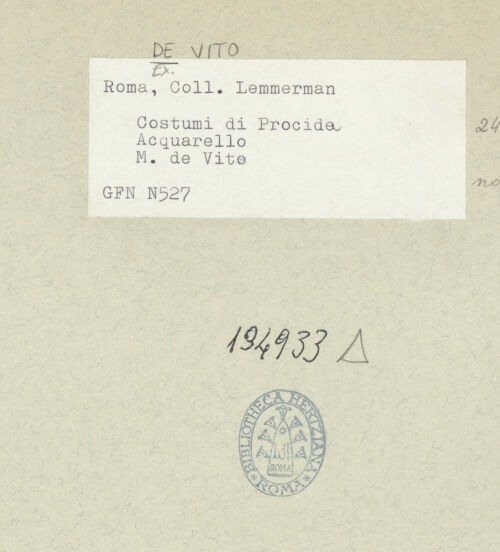 DE VITO
Ex.
Roma, Coll. Lemmerman
Costumi di Procida
Acquarello
M. de Vito
GFN N527
24
no
194933 Δ
BIBLIOTHECA HERTZIANA
ROMA
ROMA